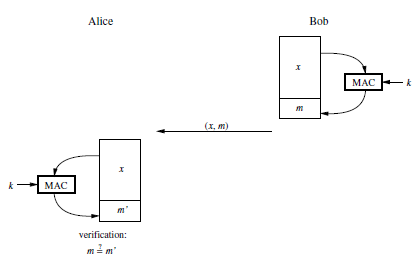 Alice Bob
x
MAC k
m
(x, m)
x
k MAC
m'
verification:
m ≟ m'